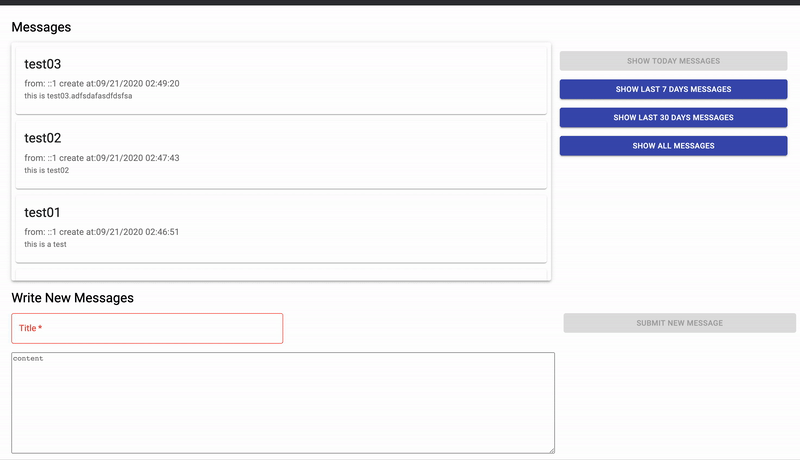 Messages
test03
from: ::1 create at:09/21/2020 02:49:20
this is test03.adfsdafasdfdsfsa
test02
from: ::1 create at:09/21/2020 02:47:43
this is test02
test01
from: ::1 create at:09/21/2020 02:46:51
this is a test
SHOW TODAY MESSAGES
SHOW LAST 7 DAYS MESSAGES
SHOW LAST 30 DAYS MESSAGES
SHOW ALL MESSAGES
Write New Messages
Title *
SUBMIT NEW MESSAGE
content